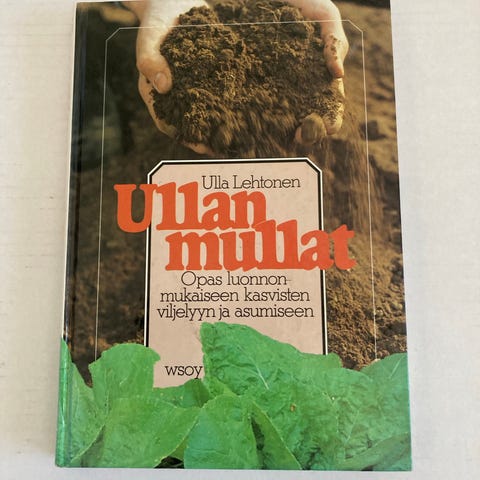 Ulla Lehtonen
Ullan
mullat
Opas luonnon-
mukaiseen kasvisten
viljelyyn ja asumiseen
wsoy